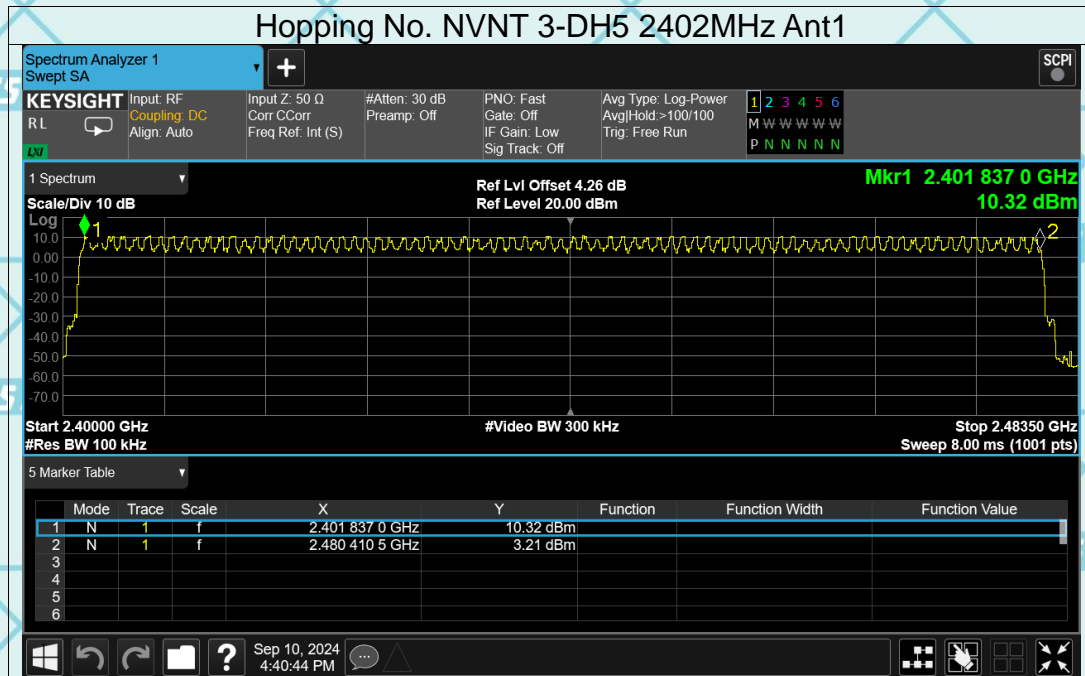 Hopping No. NVNT 3-DH5 2402MHz Ant1
Spectrum Analyzer 1
Swept SA
+
SCPI
KEYSIGHT
RL
LXI
Input: RF
Coupling: DC
Align: Auto
Input Z: 50 Ω
Corr CCorr
Freq Ref: Int (S)
#Atten: 30 dB
Preamp: Off
PNO: Fast
Gate: Off
IF Gain: Low
Sig Track: Off
Avg Type: Log-Power
Avg|Hold:>100/100
Trig: Free Run
1 2 3 4 5 6
M W W W W W
P N N N N N
1 Spectrum
Scale/Div 10 dB
Ref Lvl Offset 4.26 dB
Ref Level 20.00 dBm
Mkr1 2.401 837 0 GHz
10.32 dBm
Log
10.0
0.00
-10.0
-20.0
-30.0
-40.0
-50.0
-60.0
-70.0
1
2
Start 2.40000 GHz
#Video BW 300 kHz
Stop 2.48350 GHz
#Res BW 100 kHz
Sweep 8.00 ms (1001 pts)
5 Marker Table
Mode Trace Scale X Y Function Function Width Function Value
1 N 1 f 2.401 837 0 GHz 10.32 dBm
2 N 1 f 2.480 410 5 GHz 3.21 dBm
3
4
5
6
?
Sep 10, 2024
4:40:44 PM